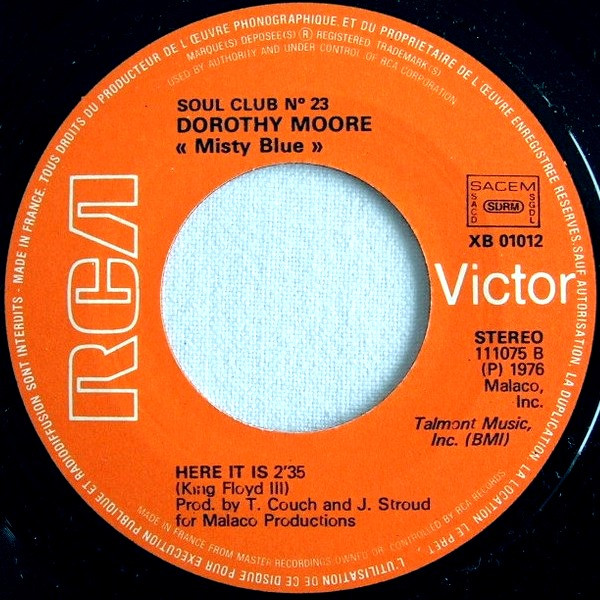 TOUS DROITS DU PRODUCTEUR DE L'ŒUVRE PHONOGRAPHIQUE ET DU PROPRIETAIRE DE L'ŒUVRE ENREGISTREE RESERVES. SAUF AUTORISATION, LA DUPLICATION, LA LOCATION, LE PRET, L'UTILISATION DE CE DISQUE POUR EXECUTION PUBLIQUE ET RADIODIFFUSION SONT INTERDITS - MADE IN FRANCE.
MARQUE(S) DEPOSEE(S) ® REGISTERED TRADEMARK(S)
USED BY AUTHORITY AND UNDER CONTROL OF RCA CORPORATION
SOUL CLUB N° 23
DOROTHY MOORE
« Misty Blue »
RCA
SACEM
SACD
SDRM
SGDL
XB 01012
Victor
STEREO
111075 B
(P) 1976
Malaco,
Inc.
Talmont Music,
Inc. (BMI)
HERE IT IS 2'35
(King Floyd III)
Prod. by T. Couch and J. Stroud
for Malaco Productions
MADE IN FRANCE FROM MASTER RECORDINGS OWNED OR CONTROLLED BY RCA RECORDS